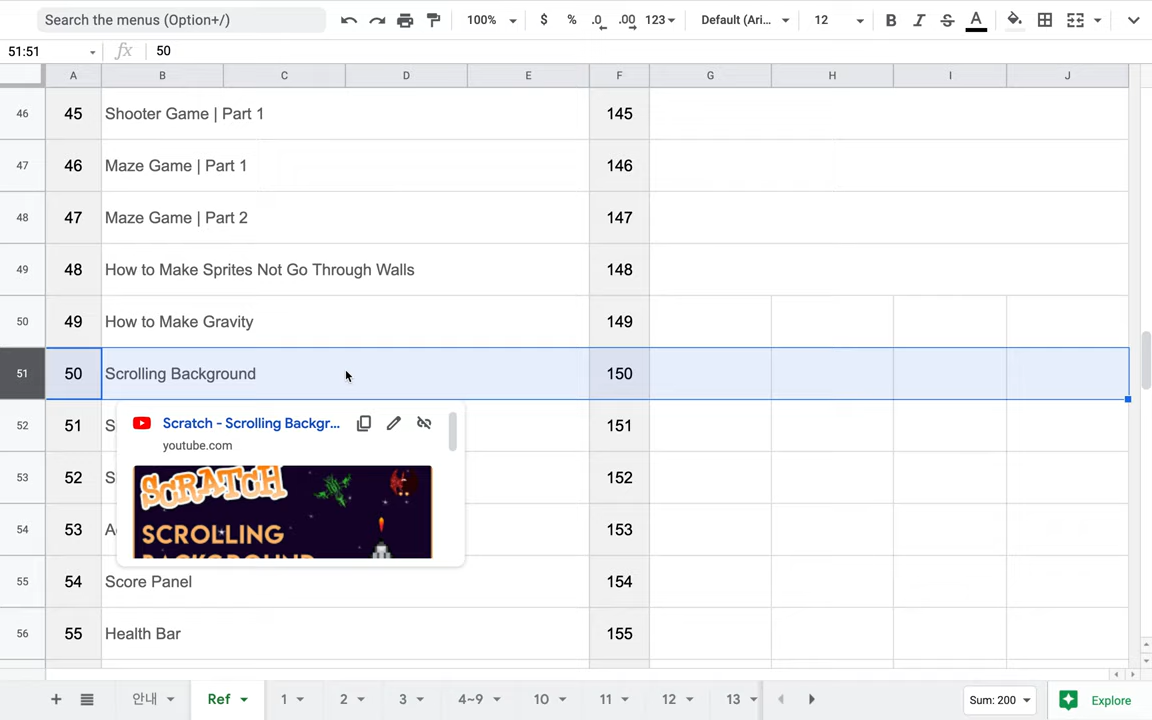 Search the menus (Option+/)
100%
$
%
.0
.00
123
Default (Ari...
12
B
I
S
A
51:51
fx
50
A B C D E F G H I J
46 45 Shooter Game | Part 1 145
47 46 Maze Game | Part 1 146
48 47 Maze Game | Part 2 147
49 48 How to Make Sprites Not Go Through Walls 148
50 49 How to Make Gravity 149
51 50 Scrolling Background 150
52 51 S 151
Scratch - Scrolling Backgr...
youtube.com
SCRATCH
SCROLLING
BACKGROUND
53 52 S 152
54 53 A 153
55 54 Score Panel 154
56 55 Health Bar 155
안내
Ref
1
2
3
4~9
10
11
12
13
Sum: 200
Explore